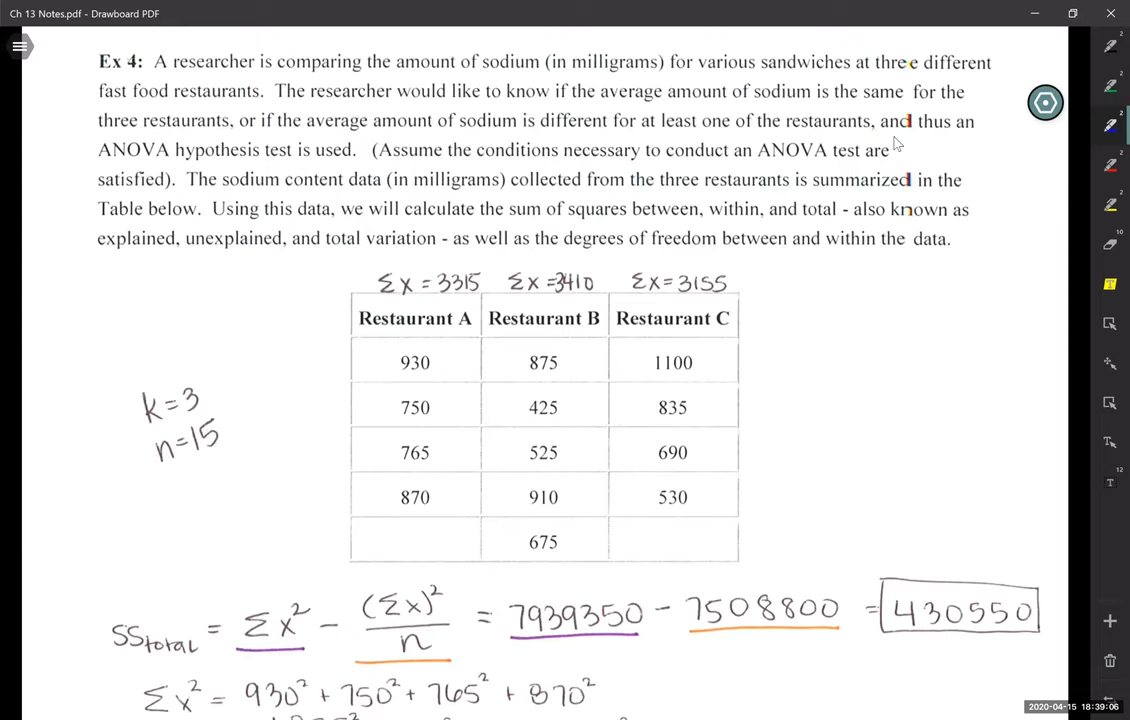 Ch 13 Notes.pdf - Drawboard PDF
Ex 4: A researcher is comparing the amount of sodium (in milligrams) for various sandwiches at three different
fast food restaurants. The researcher would like to know if the average amount of sodium is the same for the
three restaurants, or if the average amount of sodium is different for at least one of the restaurants, and thus an
ANOVA hypothesis test is used. (Assume the conditions necessary to conduct an ANOVA test are
satisfied). The sodium content data (in milligrams) collected from the three restaurants is summarized in the
Table below. Using this data, we will calculate the sum of squares between, within, and total - also known as
explained, unexplained, and total variation - as well as the degrees of freedom between and within the data.
Σx = 3315 Σx = 3410 Σx = 3155
Restaurant A Restaurant B Restaurant C
930 875 1100
750 425 835
765 525 690
870 910 530
675
k=3
n=15
SStotal = Σx² - (Σx)²/n = 7939350 - 7508800 = 430550
Σx² = 930² + 750² + 765² + 870²
2020-04-15 18:39:06